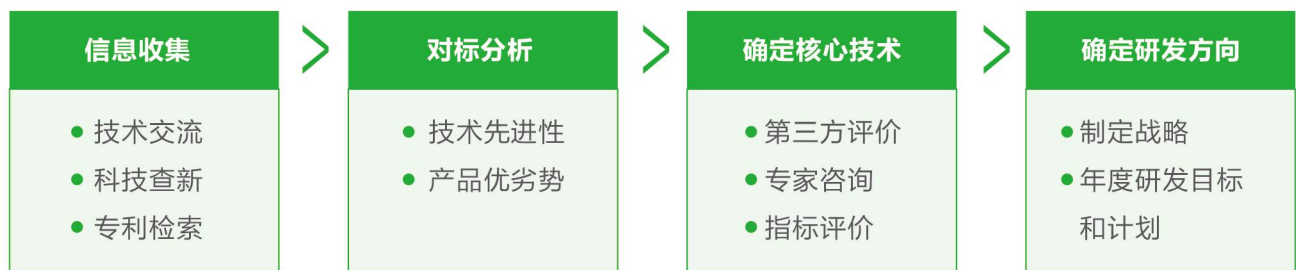 信息收集
技术交流
科技查新
专利检索
对标分析
技术先进性
产品优劣势
确定核心技术
第三方评价
专家咨询
指标评价
确定研发方向
制定战略
年度研发目标
和计划